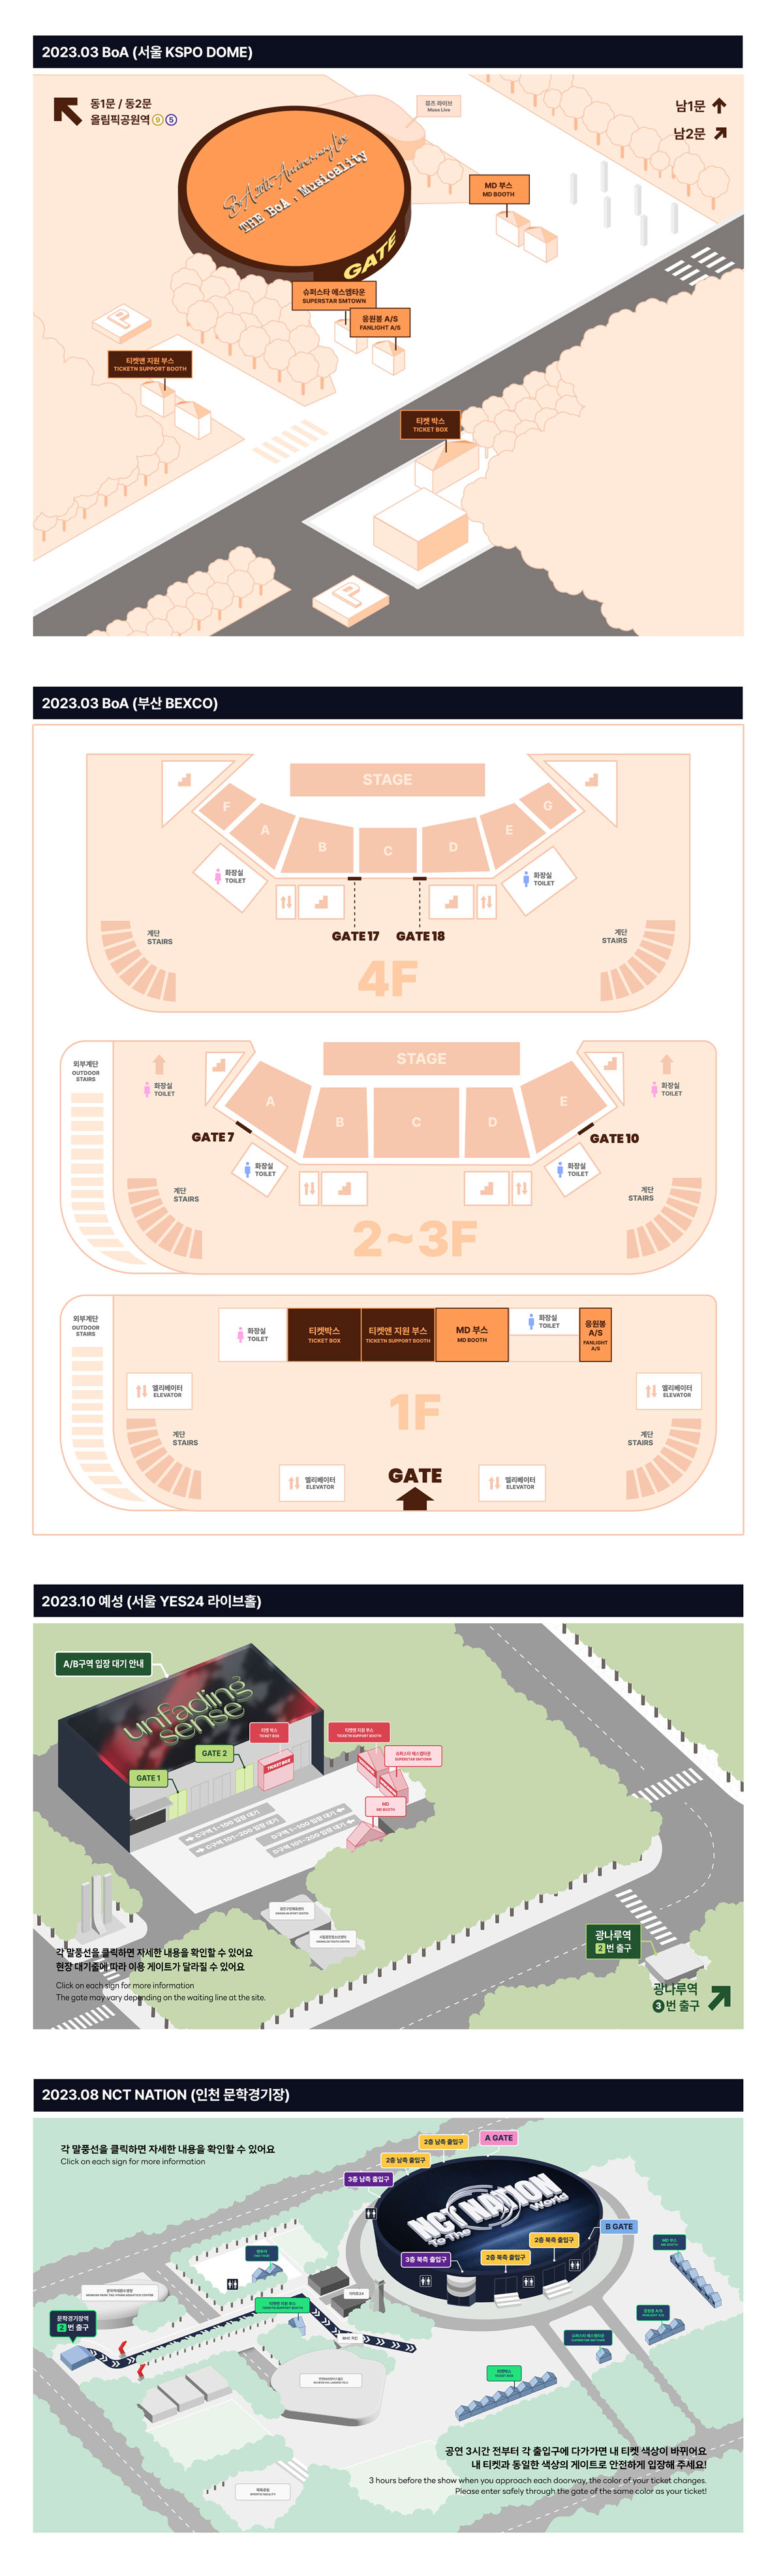 2023.03 BoA (서울 KSPO DOME)
동1문 / 동2문
올림픽공원역 9 5
뮤즈 라이브
Muse Live
남1문
남2문
BoA 20th Anniversary Live
THE BoA : Musicality
GATE
MD 부스
MD BOOTH
슈퍼스타 에스엠타운
SUPERSTAR SMTOWN
응원봉 A/S
FANLIGHT A/S
P
티켓앤 지원 부스
TICKETN SUPPORT BOOTH
티켓 박스
TICKET BOX
P
2023.03 BoA (부산 BEXCO)
STAGE
F
A
B
C
D
E
G
화장실
TOILET
화장실
TOILET
GATE 17
GATE 18
계단
STAIRS
계단
STAIRS
4F
외부계단
OUTDOOR
STAIRS
STAGE
화장실
TOILET
화장실
TOILET
A
B
C
D
E
GATE 7
GATE 10
화장실
TOILET
화장실
TOILET
계단
STAIRS
계단
STAIRS
2~3F
외부계단
OUTDOOR
STAIRS
화장실
TOILET
티켓박스
TICKET BOX
티켓앤 지원 부스
TICKETN SUPPORT BOOTH
MD 부스
MD BOOTH
화장실
TOILET
응원봉
A/S
FANLIGHT
A/S
엘리베이터
ELEVATOR
엘리베이터
ELEVATOR
1F
계단
STAIRS
계단
STAIRS
엘리베이터
ELEVATOR
GATE
엘리베이터
ELEVATOR
2023.10 예성 (서울 YES24 라이브홀)
A/B구역 입장 대기 안내
unfading
sense
티켓 박스
TICKET BOX
티켓앤 지원 부스
TICKETN SUPPORT BOOTH
GATE 2
슈퍼스타 에스엠타운
SUPERSTAR SMTOWN
TICKET BOX
GATE 1
MD
MD BOOTH
C구역 1~100 입장 대기
C구역 101~200 입장 대기
D구역 1~100 입장 대기
D구역 101~200 입장 대기
각 말풍선을 클릭하면 자세한 내용을 확인할 수 있어요
현장 대기줄에 따라 이용 게이트가 달라질 수 있어요
Click on each sign for more information
The gate may vary depending on the waiting line at the site.
광나루역
2번 출구
광나루역
3번 출구
2023.08 NCT NATION (인천 문학경기장)
각 말풍선을 클릭하면 자세한 내용을 확인할 수 있어요
Click on each sign for more information
2층 남측 출입구
A GATE
2층 남측 출입구
3층 남측 출입구
NCT NATION
To The World
B GATE
2층 북측 출입구
2층 북측 출입구
3층 북측 출입구
MD 부스
MD BOOTH
티켓앤 지원 부스
TICKETN SUPPORT BOOTH
문학경기장역
2번 출구
응원봉 A/S
FANLIGHT A/S
슈퍼스타 에스엠타운
SUPERSTAR SMTOWN
티켓박스
TICKET BOX
공연 3시간 전부터 각 출입구에 다가가면 내 티켓 색상이 바뀌어요
내 티켓과 동일한 색상의 게이트로 안전하게 입장해 주세요!
3 hours before the show when you approach each doorway, the color of your ticket changes.
Please enter safely through the gate of the same color as your ticket!